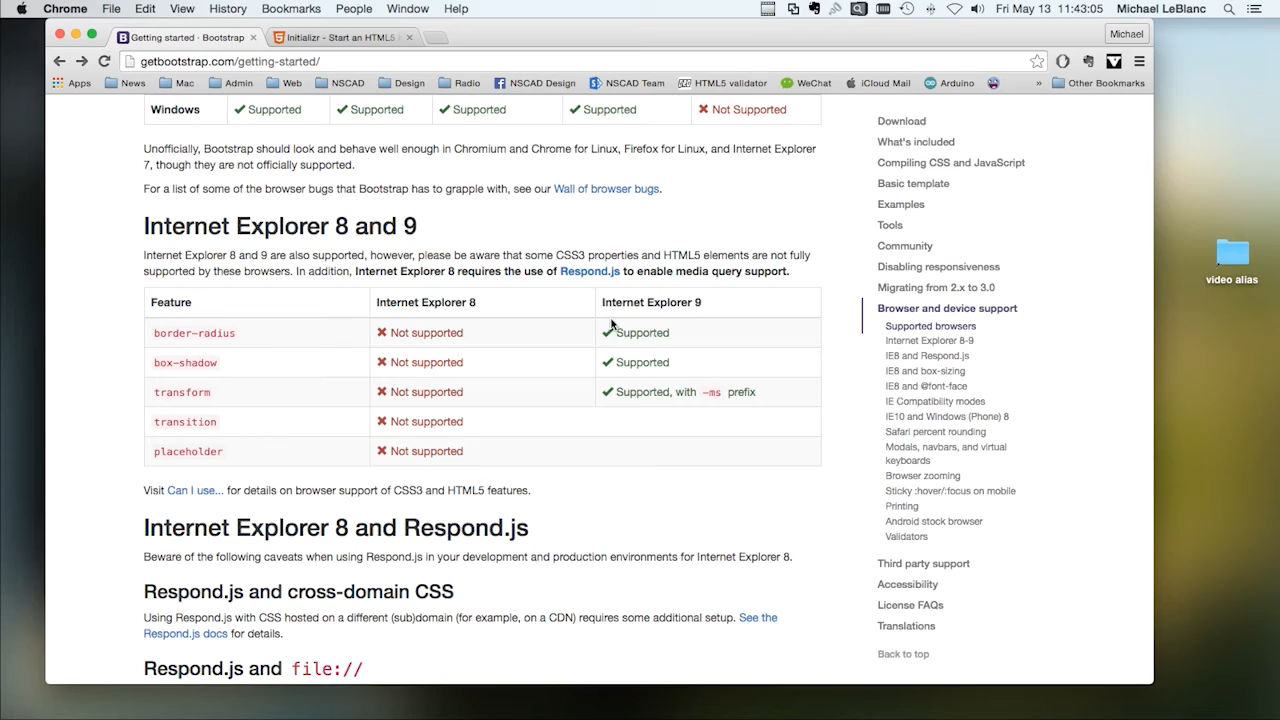 Chrome File Edit View History Bookmarks People Window Help Fri May 13 11:43:05 Michael LeBlanc
Getting started · Bootstrap × Initializr - Start an HTML5 × Michael
getbootstrap.com/getting-started/
Apps News Mac Admin Web NSCAD Design Radio NSCAD Design NSCAD Team HTML5 validator WeChat iCloud Mail Arduino » Other Bookmarks
Windows ✔ Supported ✔ Supported ✔ Supported ✔ Supported ✖ Not Supported
Unofficially, Bootstrap should look and behave well enough in Chromium and Chrome for Linux, Firefox for Linux, and Internet Explorer
7, though they are not officially supported.
For a list of some of the browser bugs that Bootstrap has to grapple with, see our Wall of browser bugs.
Internet Explorer 8 and 9
Internet Explorer 8 and 9 are also supported, however, please be aware that some CSS3 properties and HTML5 elements are not fully
supported by these browsers. In addition, Internet Explorer 8 requires the use of Respond.js to enable media query support.
Feature Internet Explorer 8 Internet Explorer 9
border-radius ✖ Not supported ✔ Supported
box-shadow ✖ Not supported ✔ Supported
transform ✖ Not supported ✔ Supported, with -ms prefix
transition ✖ Not supported
placeholder ✖ Not supported
Visit Can I use... for details on browser support of CSS3 and HTML5 features.
Internet Explorer 8 and Respond.js
Beware of the following caveats when using Respond.js in your development and production environments for Internet Explorer 8.
Respond.js and cross-domain CSS
Using Respond.js with CSS hosted on a different (sub)domain (for example, on a CDN) requires some additional setup. See the
Respond.js docs for details.
Respond.js and file://
Download
What's included
Compiling CSS and JavaScript
Basic template
Examples
Tools
Community
Disabling responsiveness
Migrating from 2.x to 3.0
Browser and device support
Supported browsers
Internet Explorer 8-9
IE8 and Respond.js
IE8 and box-sizing
IE8 and @font-face
IE Compatibility modes
IE10 and Windows (Phone) 8
Safari percent rounding
Modals, navbars, and virtual
keyboards
Browser zooming
Sticky :hover/:focus on mobile
Printing
Android stock browser
Validators
Third party support
Accessibility
License FAQs
Translations
Back to top
video alias